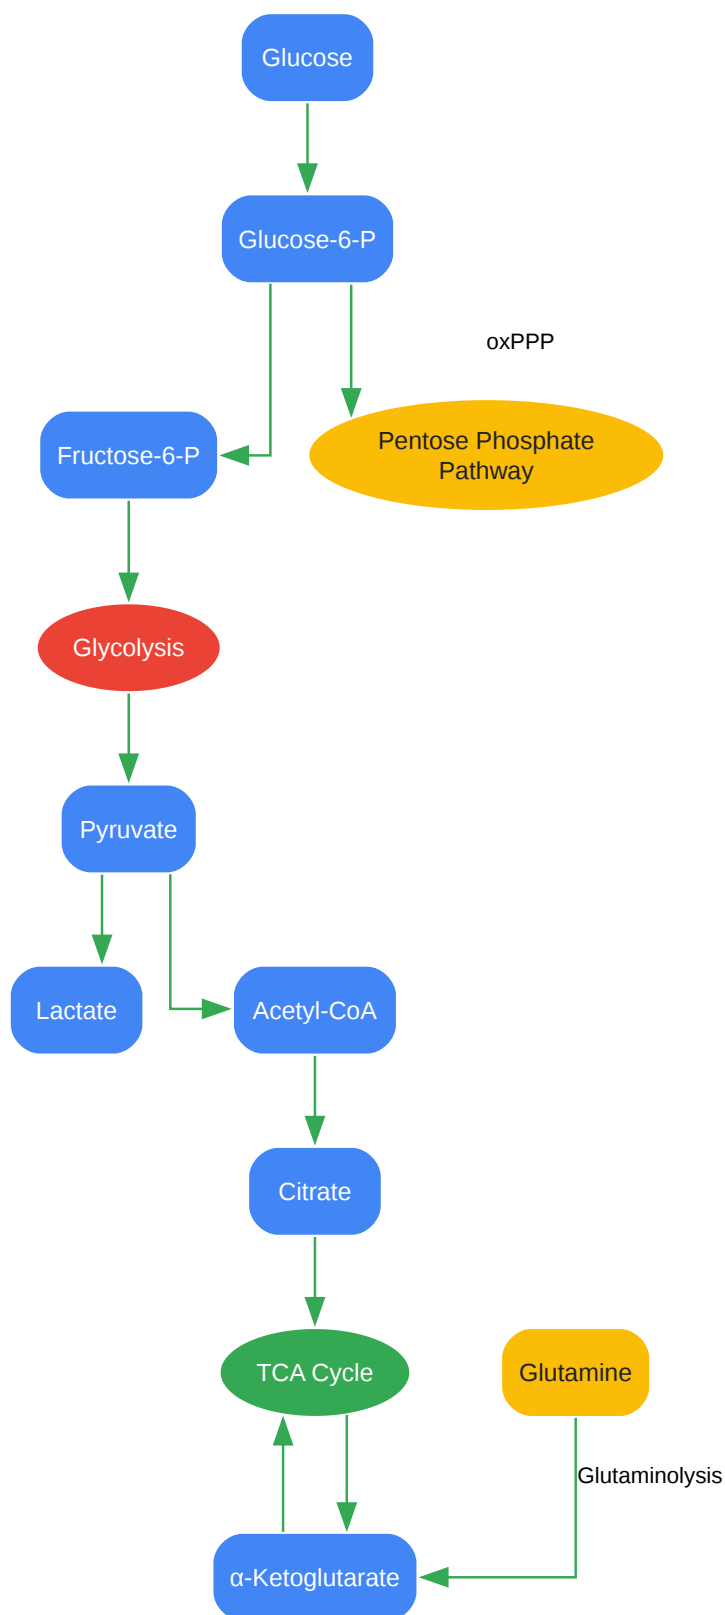 Glucose
Glucose-6-P
oxPPP
Fructose-6-P
Pentose Phosphate
Pathway
Glycolysis
Pyruvate
Lactate
Acetyl-CoA
Citrate
TCA Cycle
Glutamine
Glutaminolysis
α-Ketoglutarate